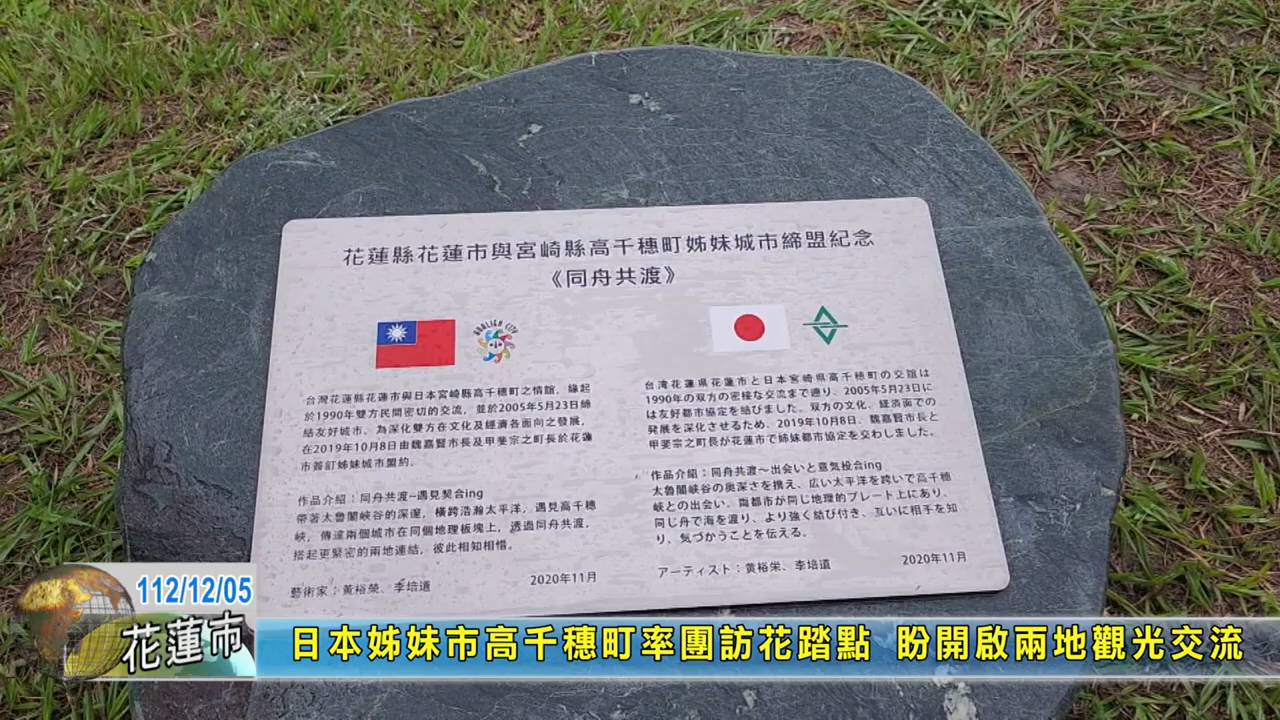 花蓮縣花蓮市與宮崎縣高千穗町姊妹城市締盟紀念
《同舟共渡》
HUALIEN CITY
台灣花蓮縣花蓮市與日本宮崎縣高千穗町之情誼，緣起
於1990年雙方民間密切的交流，並於2005年5月23日締
結友好城市。為深化雙方在文化及經濟各面向之發展，
在2019年10月8日由魏嘉賢市長及甲斐宗之町長於花蓮
市簽訂姊妹城市盟約。
作品介紹：同舟共渡~遇見契合ing
帶著太魯閣峽谷的深邃，橫跨浩瀚太平洋，遇見高千穗
峽，傳達兩個城市在同個地理板塊上，透過同舟共渡，
搭起更緊密的兩地連結，彼此相知相惜。
藝術家：黃裕榮、李培道
2020年11月
台湾花蓮県花蓮市と日本宮崎県高千穂町の交誼は
1990年の双方の密接な交流まで遡り、2005年5月23日に
は友好都市協定を結びました。双方の文化、経済面での
発展を深化させるため、2019年10月8日、魏嘉賢市長と
甲斐宗之町長が花蓮市で姉妹都市協定を交わしました。
作品介紹：同舟共渡～出会いと意気投合ing
太魯閣峽谷の奥深さを携え、広い太平洋を跨いで高千穂
峡との出会い、両都市が同じ地理的プレート上にあり、
同じ舟で海を渡り、より強く結び付き、互いに相手を知
り、気づかうことを伝える。
アーティスト：黄裕栄、李培道
2020年11月
112/12/05
花蓮市
日本姊妹市高千穗町率團訪花踏點 盼開啟兩地觀光交流